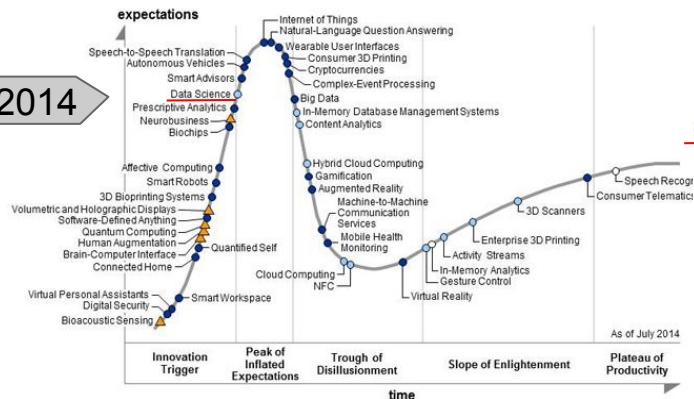 expectations
2014
Internet of Things
Natural-Language Question Answering
Wearable User Interfaces
Consumer 3D Printing
Cryptocurrencies
Complex-Event Processing
Speech-to-Speech Translation
Autonomous Vehicles
Smart Advisors
Data Science
Prescriptive Analytics
Neurobusiness
Biochips
Big Data
In-Memory Database Management Systems
Content Analytics
Affective Computing
Smart Robots
3D Bioprinting Systems
Volumetric and Holographic Displays
Software-Defined Anything
Quantum Computing
Human Augmentation
Brain-Computer Interface
Connected Home
Quantified Self
Hybrid Cloud Computing
Gamification
Augmented Reality
Machine-to-Machine
Communication
Services
Mobile Health
Monitoring
Cloud Computing
NFC
Virtual Personal Assistants
Digital Security
Bioacoustic Sensing
Smart Workspace
Speech Recogn
Consumer Telematics
3D Scanners
Enterprise 3D Printing
Activity Streams
In-Memory Analytics
Gesture Control
Virtual Reality
As of July 2014
Innovation
Trigger
Peak of
Inflated
Expectations
Trough of
Disillusionment
Slope of Enlightenment
Plateau of
Productivity
time